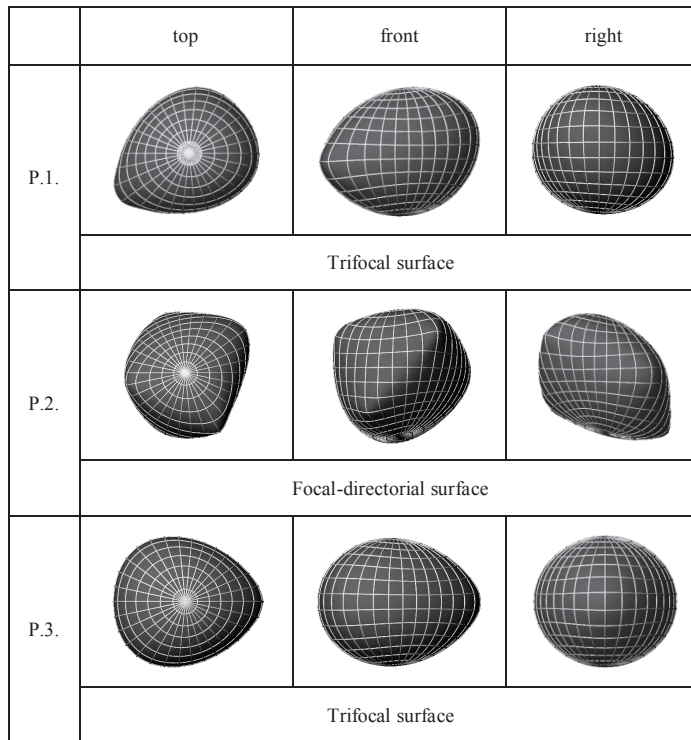 top front right
P.1.
Trifocal surface
P.2.
Focal-directorial surface
P.3.
Trifocal surface